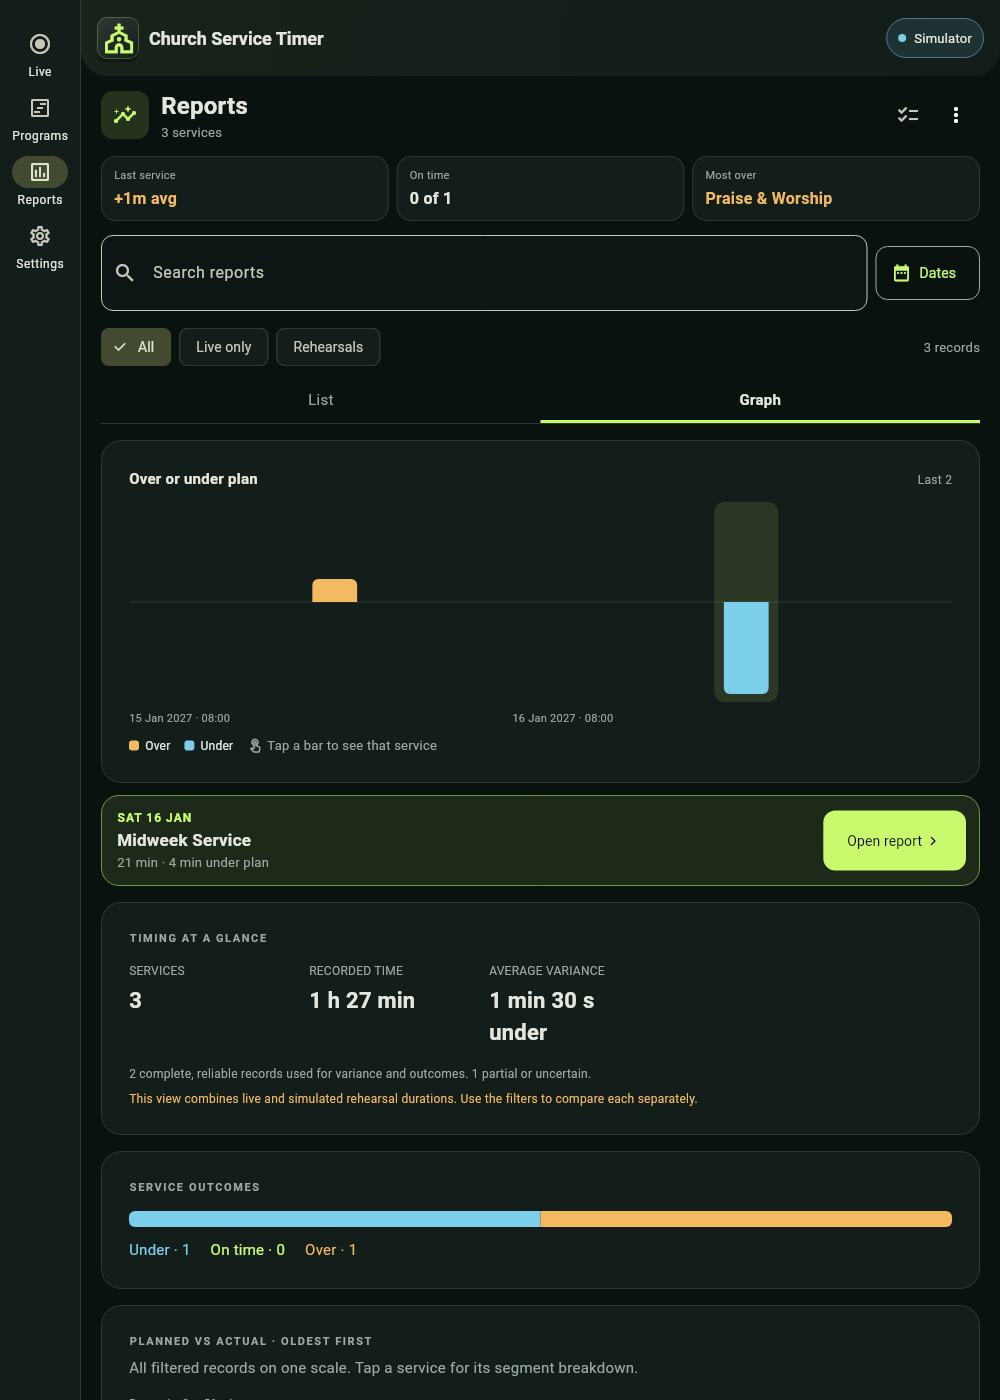 Live
Programs
Reports
Settings
Church Service Timer
Simulator
Reports
3 services
Last service
+1m avg
On time
0 of 1
Most over
Praise & Worship
Search reports
Dates
All
Live only
Rehearsals
3 records
List
Graph
Over or under plan
Last 2
15 Jan 2027 · 08:00
16 Jan 2027 · 08:00
Over
Under
Tap a bar to see that service
SAT 16 JAN
Midweek Service
21 min · 4 min under plan
Open report
TIMING AT A GLANCE
SERVICES
3
RECORDED TIME
1 h 27 min
AVERAGE VARIANCE
1 min 30 s
under
2 complete, reliable records used for variance and outcomes. 1 partial or uncertain.
This view combines live and simulated rehearsal durations. Use the filters to compare each separately.
SERVICE OUTCOMES
Under · 1
On time · 0
Over · 1
PLANNED VS ACTUAL · OLDEST FIRST
All filtered records on one scale. Tap a service for its segment breakdown.